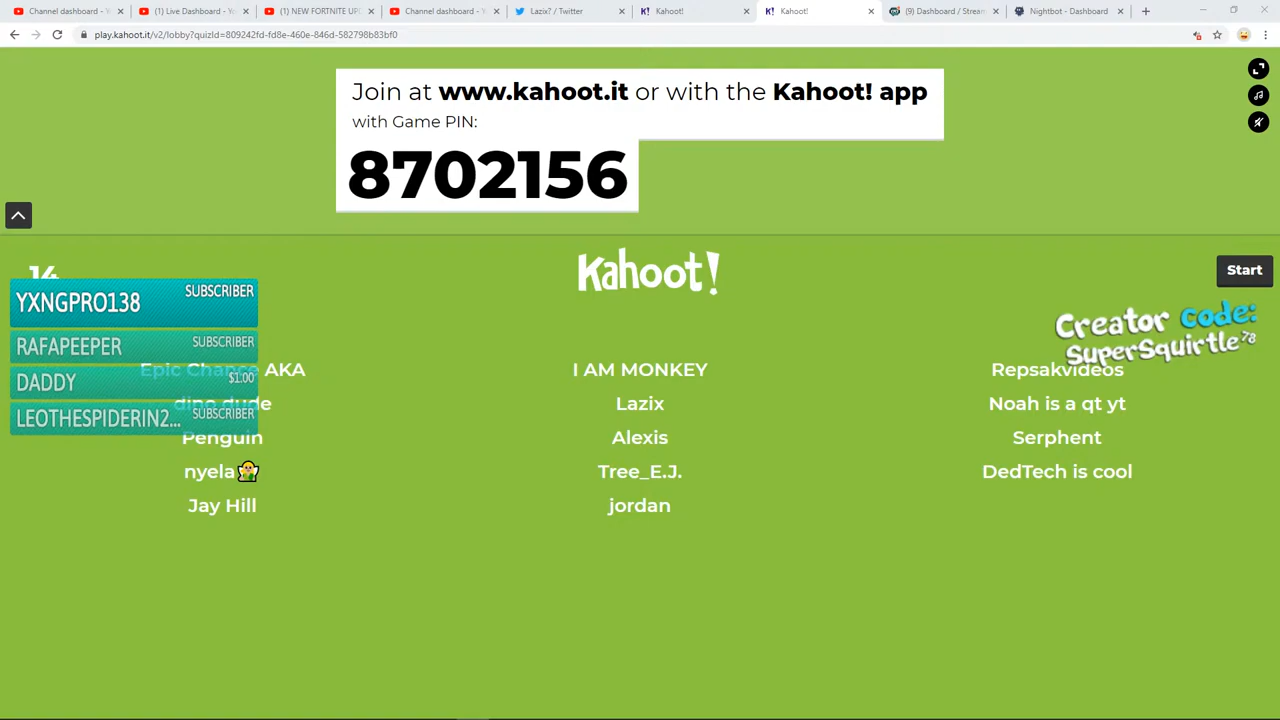 Channel dashboard - Y
(1) Live Dashboard - Yo
(1) NEW FORTNITE UP
Channel dashboard - Y
Lazix? / Twitter
Kahoot!
Kahoot!
(9) Dashboard / Stream
Nightbot - Dashboard
play.kahoot.it/v2/lobby?quizId=809242fd-fd8e-460e-846d-582798b83bf0
Join at www.kahoot.it or with the Kahoot! app
with Game PIN:
8702156
14
Kahoot!
Start
YXNGPRO138 SUBSCRIBER
RAFAPEEPER SUBSCRIBER
DADDY $1.00
LEOTHESPIDERIN2... SUBSCRIBER
Creator Code:
SuperSquirtle78
Epic Chance AKA
I AM MONKEY
Repsakvideos
dino dude
Lazix
Noah is a qt yt
Penguin
Alexis
Serphent
nyela
Tree_E.J.
DedTech is cool
Jay Hill
jordan